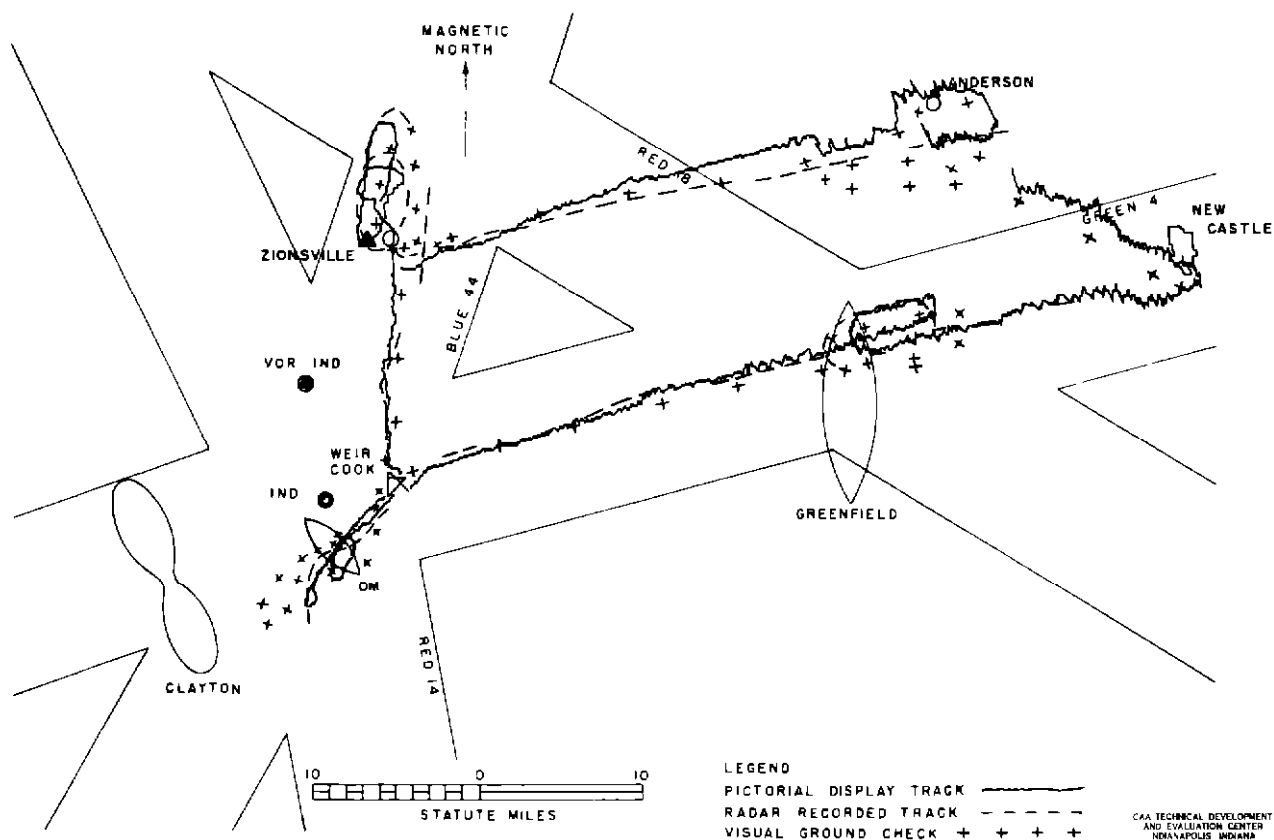 MAGNETIC
NORTH
ANDERSON
RED 18
GREEN 4
NEW
CASTLE
ZIONSVILLE
BLUE 44
VOR IND
WEIR
COOK
IND
GREENFIELD
OM
RED 14
CLAYTON
10 0 10
STATUTE MILES
LEGEND
PICTORIAL DISPLAY TRACK
RADAR RECORDED TRACK
VISUAL GROUND CHECK + + + +
CAA TECHNICAL DEVELOPMENT
AND EVALUATION CENTER
INDIANAPOLIS INDIANA